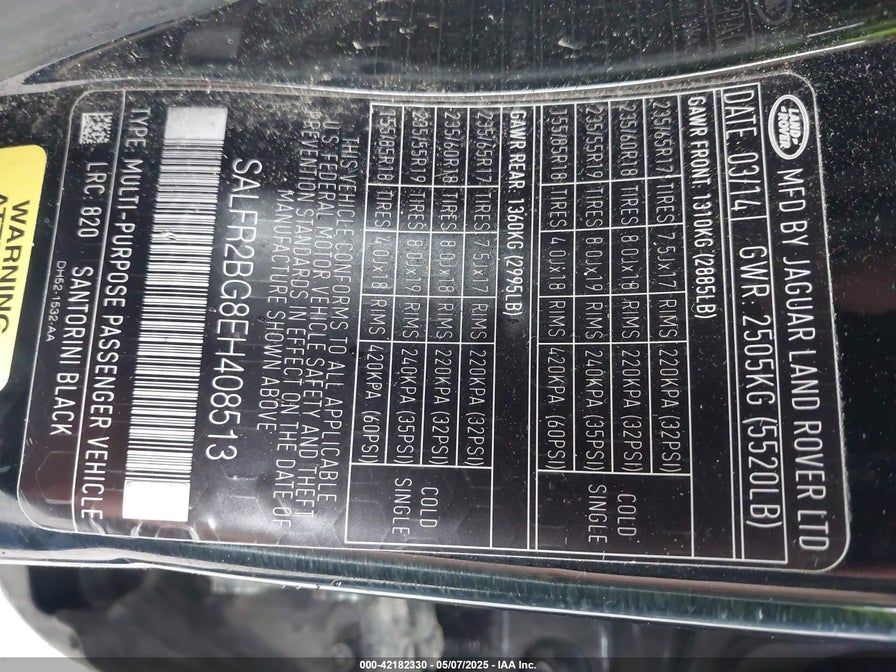 LAND
ROVER
MFD BY JAGUAR LAND ROVER LTD
DATE: 03/14 GWR: 2505KG (5520LB)
GAWR FRONT: 1310KG (2885LB)
235/65R17 TIRES 7.5Jx17 RIMS 220KPA (32PSI)
235/60R18 TIRES 8.0Jx18 RIMS 220KPA (32PSI)
235/55R19 TIRES 8.0Jx19 RIMS 240KPA (35PSI)
155/85R18 TIRES 4.0Jx18 RIMS 420KPA (60PSI)
COLD
SINGLE
GAWR REAR: 1360KG (2995LB)
235/65R17 TIRES 7.5Jx17 RIMS 220KPA (32PSI)
235/60R18 TIRES 8.0Jx18 RIMS 220KPA (32PSI)
235/55R19 TIRES 8.0Jx19 RIMS 240KPA (35PSI)
155/85R18 TIRES 4.0Jx18 RIMS 420KPA (60PSI)
COLD
SINGLE
THIS VEHICLE CONFORMS TO ALL APPLICABLE
U.S. FEDERAL MOTOR VEHICLE SAFETY AND THEFT
PREVENTION STANDARDS IN EFFECT ON THE DATE OF
MANUFACTURE SHOWN ABOVE
SALFR2BG8EH408513
TYPE: MULTI-PURPOSE PASSENGER VEHICLE
LRC: 820 SANTORINI BLACK
DH52-1532-AA
WARNING
000-42182330 - 05/07/2025 - IAA Inc.